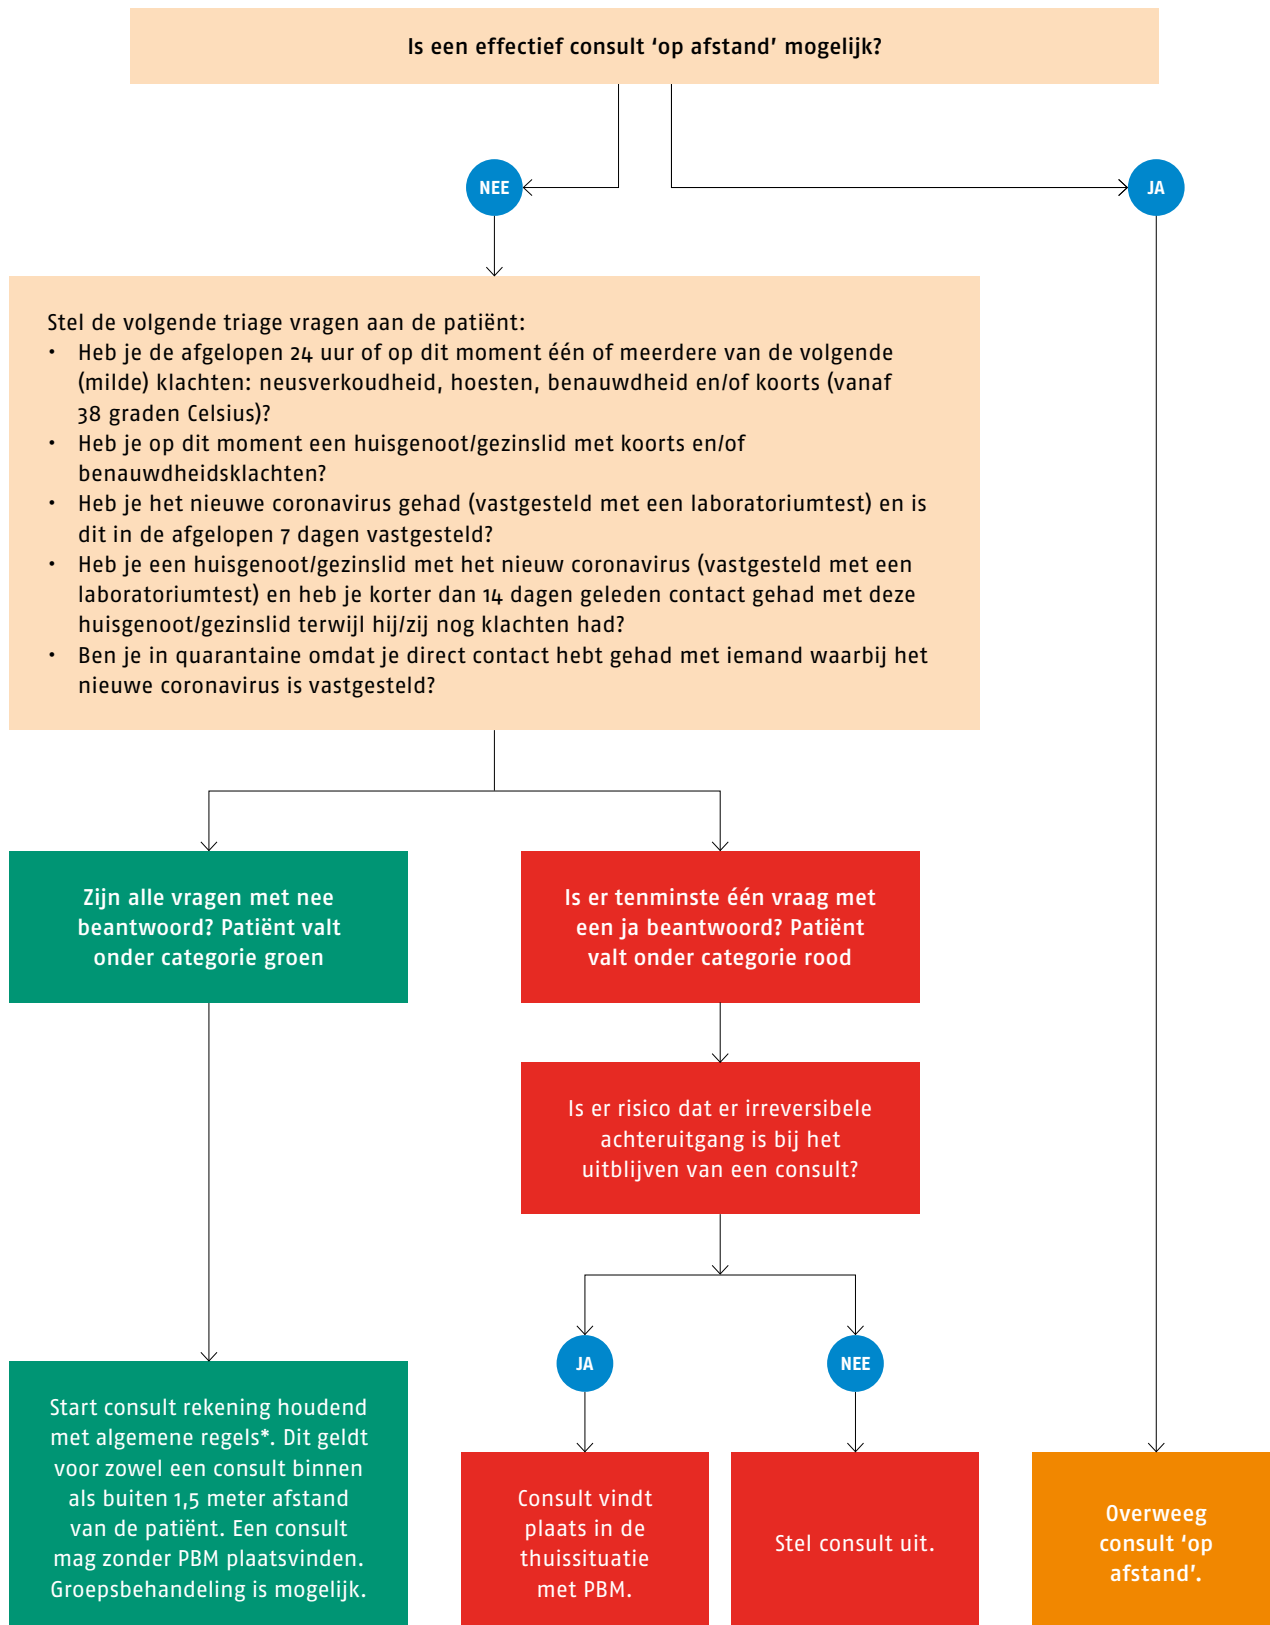 Is een effectief consult ‘op afstand’ mogelijk?
NEE
JA
Stel de volgende triage vragen aan de patiënt:
• Heb je de afgelopen 24 uur of op dit moment één of meerdere van de volgende
(milde) klachten: neusverkoudheid, hoesten, benauwdheid en/of koorts (vanaf
38 graden Celsius)?
• Heb je op dit moment een huisgenoot/gezinslid met koorts en/of
benauwdheidsklachten?
• Heb je het nieuwe coronavirus gehad (vastgesteld met een laboratoriumtest) en is
dit in de afgelopen 7 dagen vastgesteld?
• Heb je een huisgenoot/gezinslid met het nieuw coronavirus (vastgesteld met een
laboratoriumtest) en heb je korter dan 14 dagen geleden contact gehad met deze
huisgenoot/gezinslid terwijl hij/zij nog klachten had?
• Ben je in quarantaine omdat je direct contact hebt gehad met iemand waarbij het
nieuwe coronavirus is vastgesteld?
Zijn alle vragen met nee
beantwoord? Patiënt valt
onder categorie groen
Is er tenminste één vraag met
een ja beantwoord? Patiënt
valt onder categorie rood
Is er risico dat er irreversibele
achteruitgang is bij het
uitblijven van een consult?
JA
NEE
Start consult rekening houdend
met algemene regels*. Dit geldt
voor zowel een consult binnen
als buiten 1,5 meter afstand
van de patiënt. Een consult
mag zonder PBM plaatsvinden.
Groepsbehandeling is mogelijk.
Consult vindt
plaats in de
thuissituatie
met PBM.
Stel consult uit.
Overweeg
consult ‘op
afstand’.